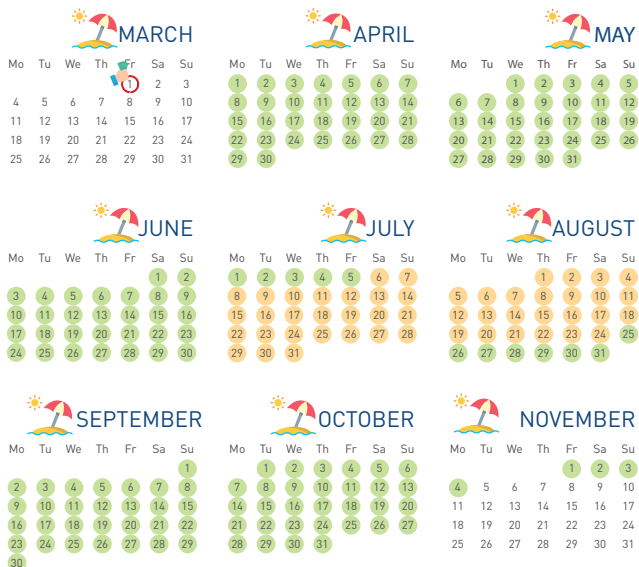 MARCH
Mo Tu We Th Fr Sa Su
1 2 3
4 5 6 7 8 9 10
11 12 13 14 15 16 17
18 19 20 21 22 23 24
25 26 27 28 29 30 31
APRIL
Mo Tu We Th Fr Sa Su
1 2 3 4 5 6 7
8 9 10 11 12 13 14
15 16 17 18 19 20 21
22 23 24 25 26 27 28
29 30
MAY
Mo Tu We Th Fr Sa Su
1 2 3 4 5
6 7 8 9 10 11 12
13 14 15 16 17 18 19
20 21 22 23 24 25 26
27 28 29 30 31
JUNE
Mo Tu We Th Fr Sa Su
1 2
3 4 5 6 7 8 9
10 11 12 13 14 15 16
17 18 19 20 21 22 23
24 25 26 27 28 29 30
JULY
Mo Tu We Th Fr Sa Su
1 2 3 4 5 6 7
8 9 10 11 12 13 14
15 16 17 18 19 20 21
22 23 24 25 26 27 28
29 30 31
AUGUST
Mo Tu We Th Fr Sa Su
1 2 3 4
5 6 7 8 9 10 11
12 13 14 15 16 17 18
19 20 21 22 23 24 25
26 27 28 29 30 31
SEPTEMBER
Mo Tu We Th Fr Sa Su
1
2 3 4 5 6 7 8
9 10 11 12 13 14 15
16 17 18 19 20 21 22
23 24 25 26 27 28 29
30
OCTOBER
Mo Tu We Th Fr Sa Su
1 2 3 4 5 6
7 8 9 10 11 12 13
14 15 16 17 18 19 20
21 22 23 24 25 26 27
28 29 30 31
NOVEMBER
Mo Tu We Th Fr Sa Su
1 2 3
4 5 6 7 8 9 10
11 12 13 14 15 16 17
18 19 20 21 22 23 24
25 26 27 28 29 30 31